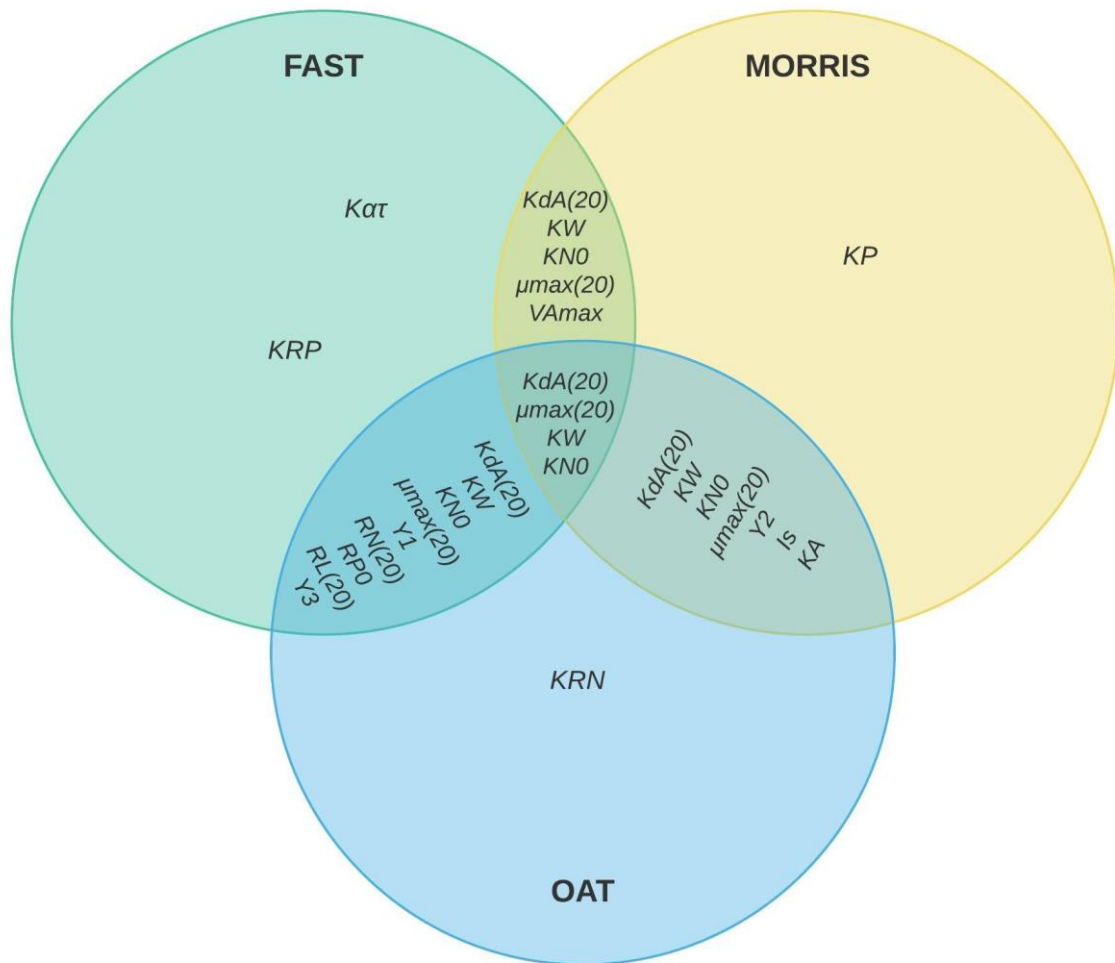 FAST
MORRIS
Kατ
KRP
KdA(20)
KW
KN0
μmax(20)
VAmax
KP
KdA(20)
μmax(20)
KW
KN0
KdA(20)
KW
KN0
μmax(20)
Y1
RN(20)
RP0
RL(20)
Y3
KdA(20)
KW
KN0
μmax(20)
Y2
Is
KA
KRN
OAT